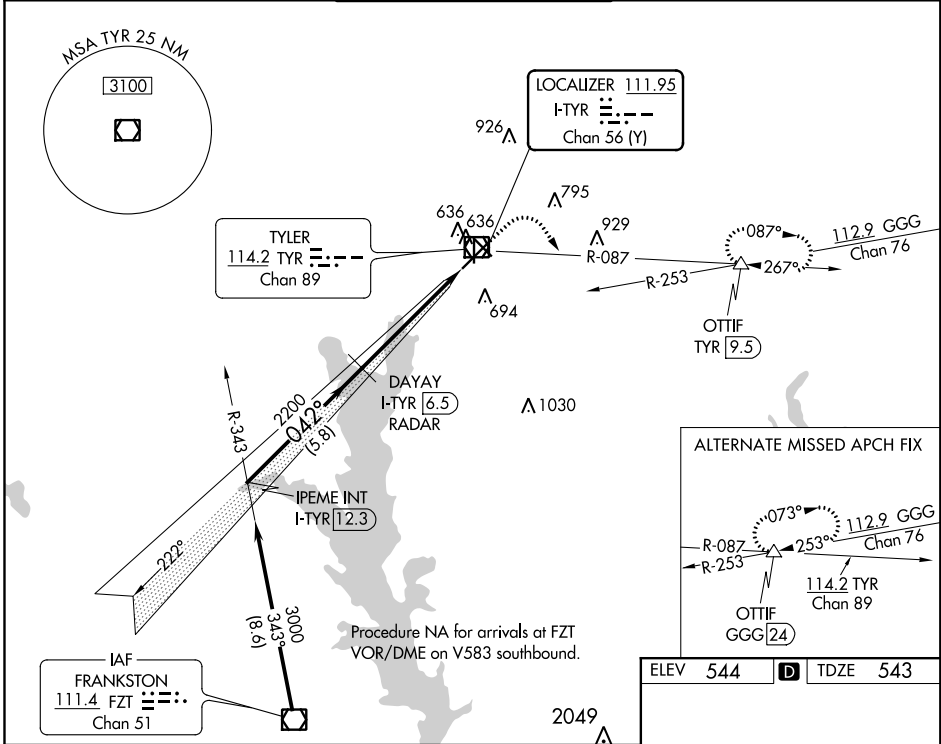 MSA TYR 25 NM
3100
LOCALIZER 111.95
I-TYR
Chan 56 (Y)
926
795
636
636
929
TYLER
114.2 TYR
Chan 89
R-087
087°
112.9 GGG
Chan 76
R-253
267°
694
OTTIF
TYR 9.5
DAYAY
I-TYR 6.5
RADAR
2200
042°
(5.8)
1030
R-343
IPEME INT
I-TYR 12.3
222°
3000
343°
(8.6)
Procedure NA for arrivals at FZT
VOR/DME on V583 southbound.
IAF
FRANKSTON
111.4 FZT
Chan 51
2049
ALTERNATE MISSED APCH FIX
073°
112.9 GGG
Chan 76
R-087
253°
R-253
114.2 TYR
Chan 89
OTTIF
GGG 24
ELEV 544 D TDZE 543